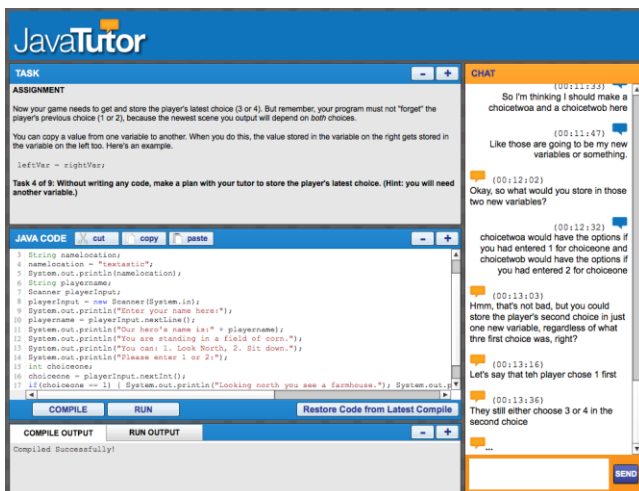 JavaTutor
TASK
- +
ASSIGNMENT
Now your game needs to get and store the player's latest choice (3 or 4). But remember, your program must not "forget" the
player's previous choice (1 or 2), because the newest scene you output will depend on both choices.
You can copy a value from one variable to another. When you do this, the value stored in the variable on the right gets stored in
the variable on the left too. Here's an example.
leftVar = rightVar;
Task 4 of 9: Without writing any code, make a plan with your tutor to store the player's latest choice. (Hint: you will need
another variable.)
JAVA CODE cut copy paste - +
3 String namelocation;
4 namelocation = "textastic";
5 System.out.println(namelocation);
6 String playername;
7 Scanner playerInput;
8 playerInput = new Scanner(System.in);
9 System.out.println("Enter your name here:");
10 playername = playerInput.nextLine();
11 System.out.println("Our hero's name is:" + playername);
12 System.out.println("You are standing in a field of corn.");
13 System.out.println("You can: 1. Look North, 2. Sit down.");
14 System.out.println("Please enter 1 or 2:");
15 int choiceone;
16 choiceone = playerInput.nextInt();
17 if(choiceone == 1) { System.out.println("Looking north you see a farmhouse."); System.out.p
COMPILE RUN Restore Code from Latest Compile
COMPILE OUTPUT RUN OUTPUT - +
Compiled Successfully!
CHAT
(00:11:33)
So I'm thinking I should make a
choicetwoa and a choicetwob here
(00:11:47)
Like those are going to be my new
variables or something.
(00:12:02)
Okay, so what would you store in those
two new variables?
(00:12:32)
choicetwoa would have the options if
you had entered 1 for choiceone and
choicetwob would have the options if
you had entered 2 for choiceone
(00:13:03)
Hmm, that's not bad, but you could
store the player's second choice in just
one new variable, regardless of what
thre first choice was, right?
(00:13:16)
Let's say that teh player chose 1 first
(00:13:36)
They still either choose 3 or 4 in the
second choice
...
SEND